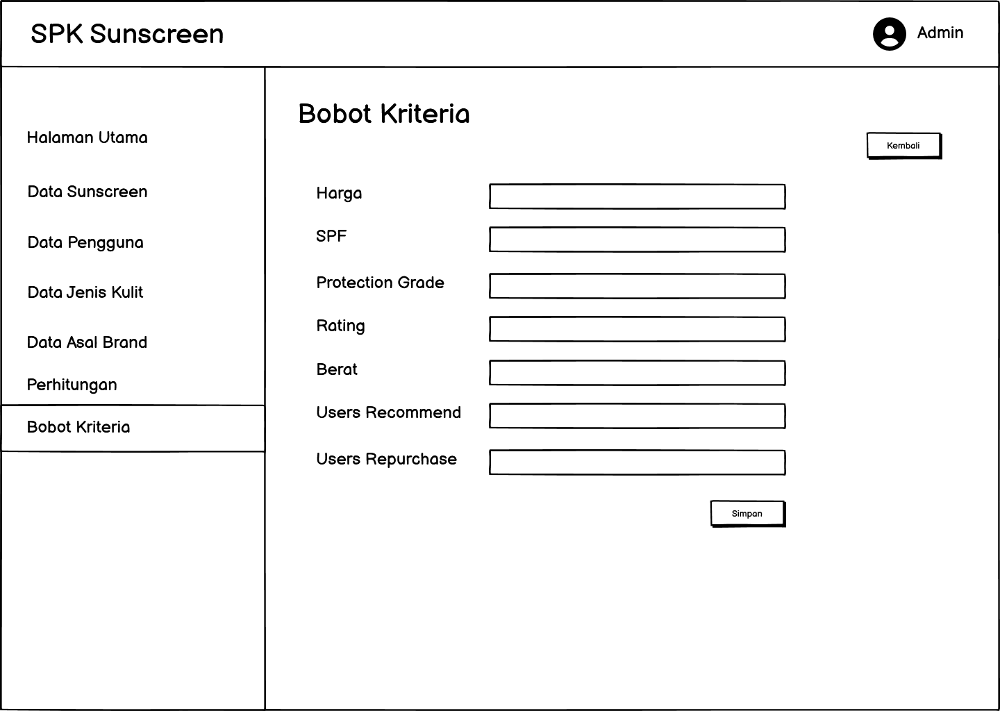 SPK Sunscreen
Admin
Halaman Utama
Data Sunscreen
Data Pengguna
Data Jenis Kulit
Data Asal Brand
Perhitungan
Bobot Kriteria
Bobot Kriteria
Kembali
Harga
SPF
Protection Grade
Rating
Berat
Users Recommend
Users Repurchase
Simpan